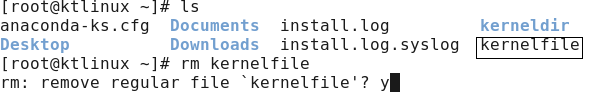 [root@ktlinux ~]# ls
anaconda-ks.cfg  Documents  install.log         kerneldir
Desktop          Downloads  install.log.syslog  kernelfile
[root@ktlinux ~]# rm kernelfile
rm: remove regular file `kernelfile'? y